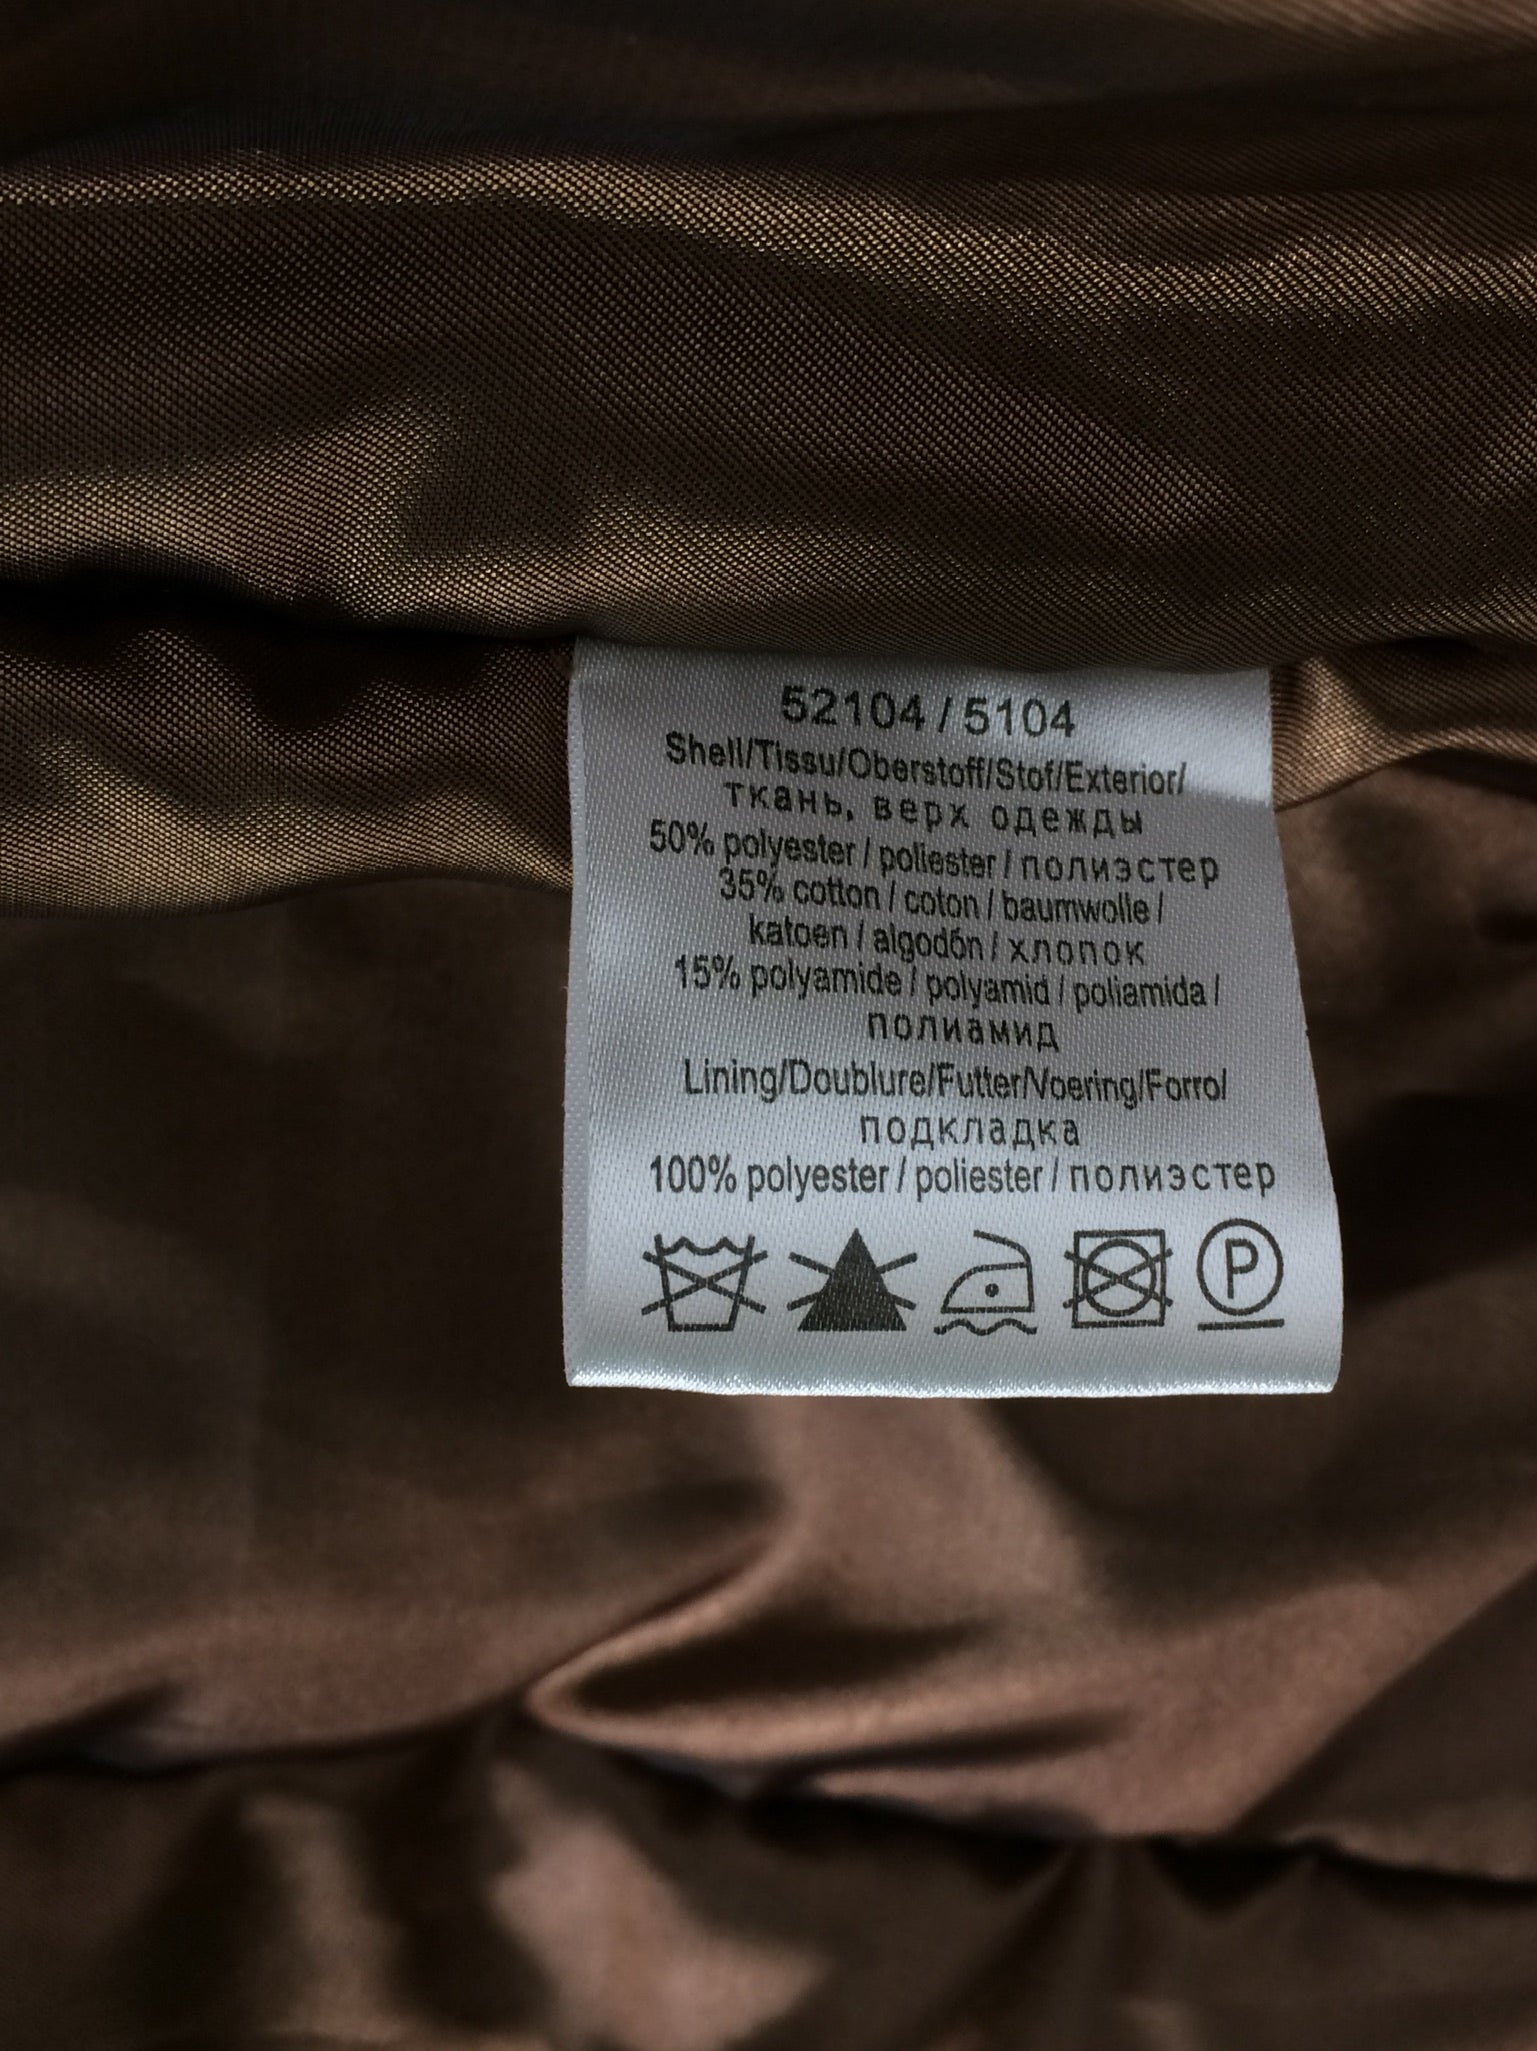 52104 / 5104
Shell/Tissu/Oberstoff/Stof/Exterior/
ткань, верх одежды
50% polyester / poliester / полиэстер
35% cotton / coton / baumwolle /
katoen / algodón / хлопок
15% polyamide / polyamid / poliamida /
полиамид
Lining/Doublure/Futter/Voering/Forro/
подкладка
100% polyester / poliester / полиэстер
P